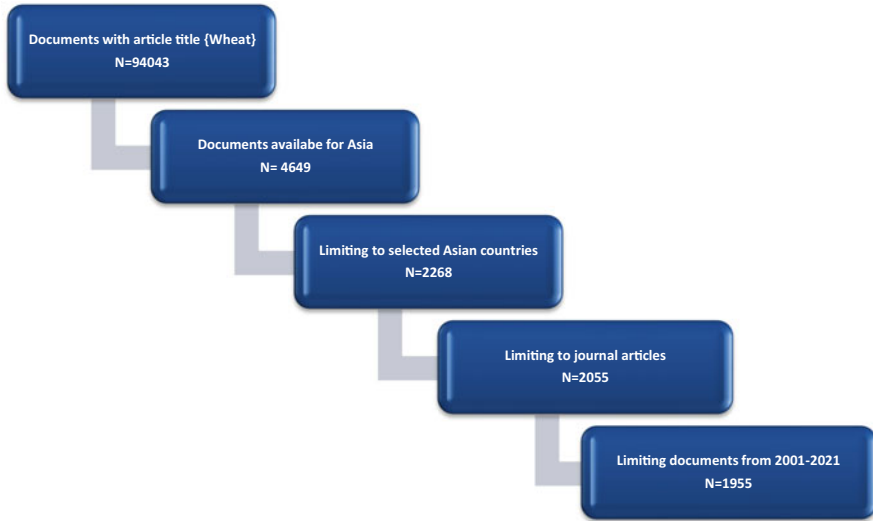 Documents with article title {Wheat}
N=94043
Documents availabe for Asia
N= 4649
Limiting to selected Asian countries
N=2268
Limiting to journal articles
N=2055
Limiting documents from 2001-2021
N=1955